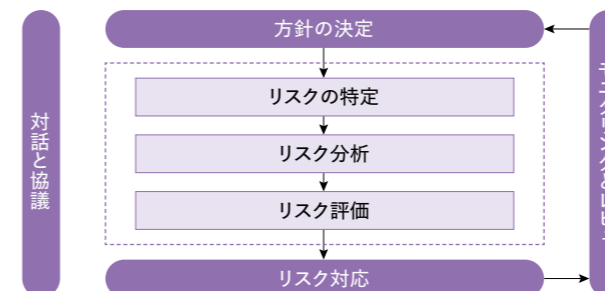 方針の決定
リスクの特定
リスク分析
リスク評価
リスク対応
対話と協議